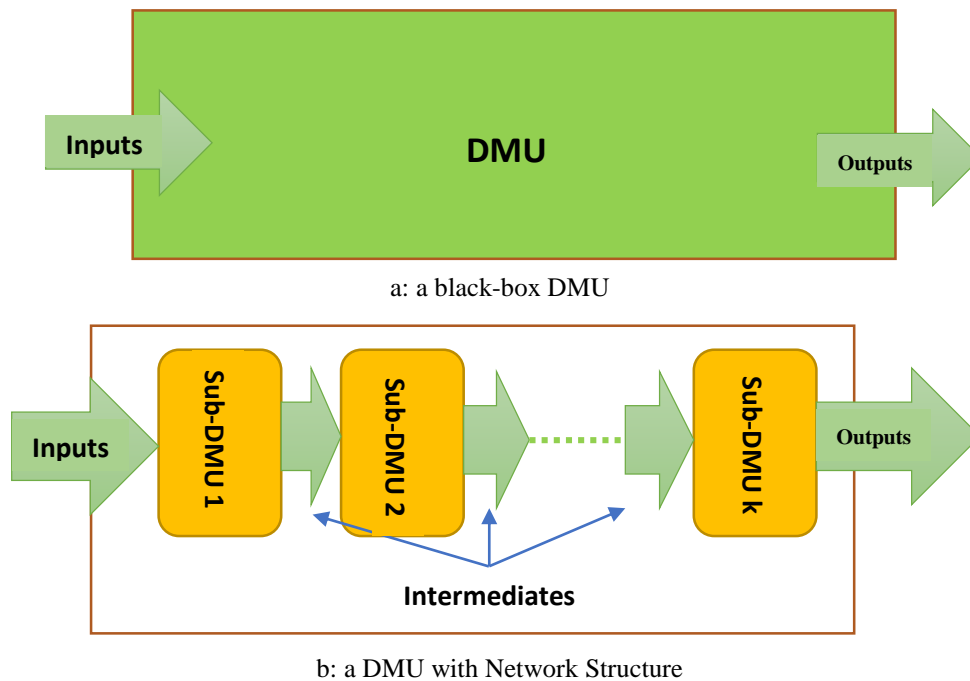 Inputs
DMU
Outputs
a: a black-box DMU
Inputs
Sub-DMU 1
Sub-DMU 2
Sub-DMU k
Outputs
Intermediates
b: a DMU with Network Structure